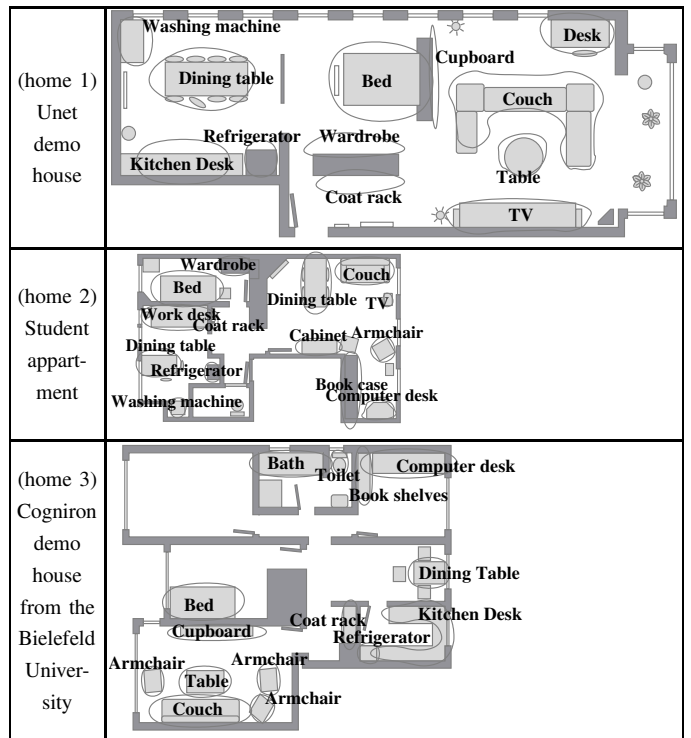 (home 1)
Unet
demo
house
Washing machine
Desk
Cupboard
Dining table
Bed
Couch
Refrigerator
Wardrobe
Kitchen Desk
Table
Coat rack
TV
(home 2)
Student
appart-
ment
Wardrobe
Couch
Bed
Dining table
TV
Work desk
Coat rack
Cabinet
Armchair
Dining table
Refrigerator
Book case
Computer desk
Washing machine
(home 3)
Cogniron
demo
house
from the
Bielefeld
Univer-
sity
Bath
Toilet
Computer desk
Book shelves
Dining Table
Bed
Kitchen Desk
Coat rack
Cupboard
Refrigerator
Armchair
Armchair
Table
Armchair
Couch